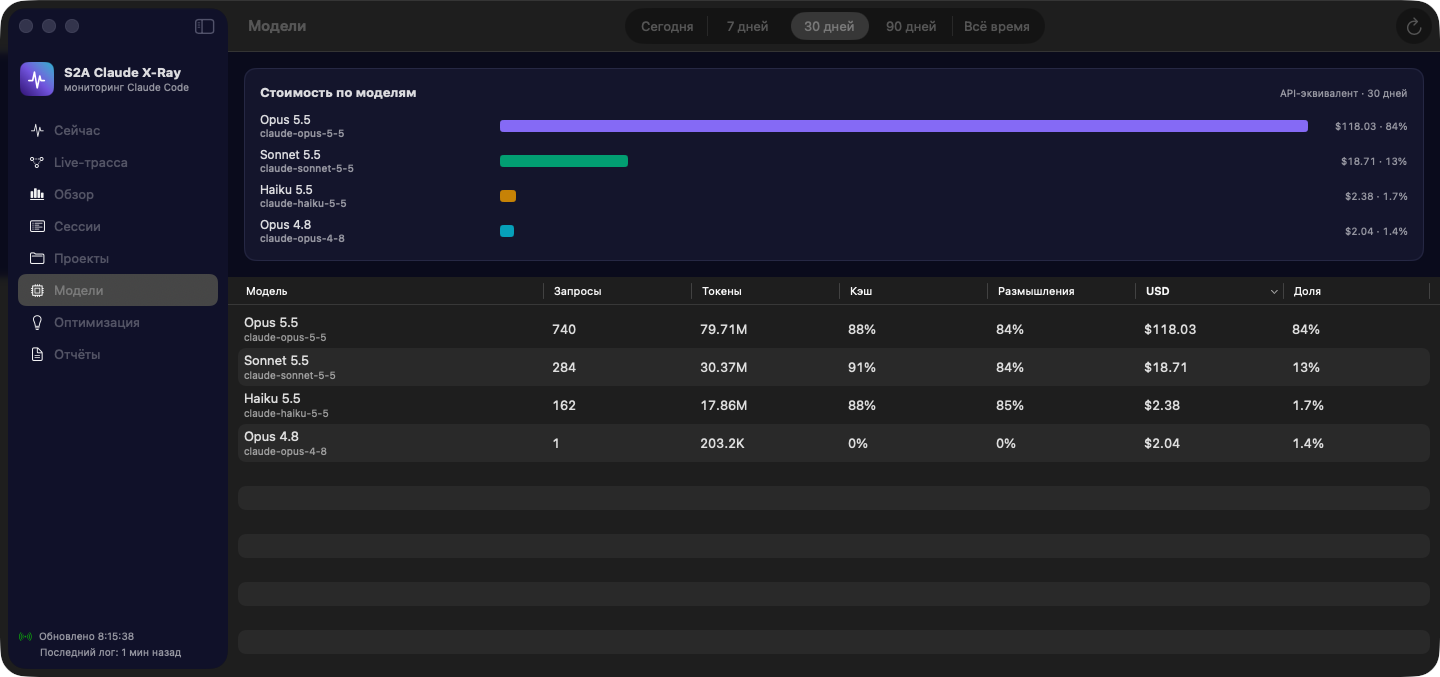 Модели
Сегодня 7 дней 30 дней 90 дней Всё время
S2A Claude X-Ray
мониторинг Claude Code
Сейчас
Live-трасса
Обзор
Сессии
Проекты
Модели
Оптимизация
Отчёты
Обновлено 8:15:38
Последний лог: 1 мин назад
Стоимость по моделям
API-эквивалент · 30 дней
Opus 5.5
claude-opus-5-5
$118.03 · 84%
Sonnet 5.5
claude-sonnet-5-5
$18.71 · 13%
Haiku 5.5
claude-haiku-5-5
$2.38 · 1.7%
Opus 4.8
claude-opus-4-8
$2.04 · 1.4%
Модель Запросы Токены Кэш Размышления USD Доля
Opus 5.5
claude-opus-5-5
740 79.71M 88% 84% $118.03 84%
Sonnet 5.5
claude-sonnet-5-5
284 30.37M 91% 84% $18.71 13%
Haiku 5.5
claude-haiku-5-5
162 17.86M 88% 85% $2.38 1.7%
Opus 4.8
claude-opus-4-8
1 203.2K 0% 0% $2.04 1.4%